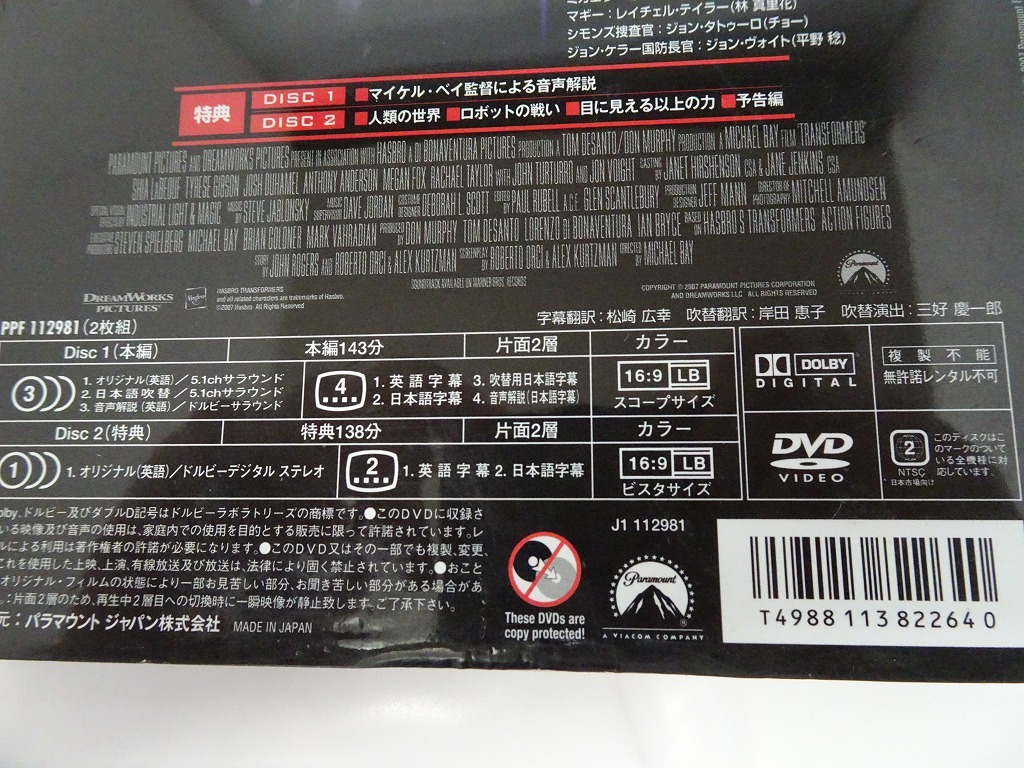 マギー：レイチェル・テイラー(林 真里花)
シモンズ捜査官：ジョン・タトゥーロ(チョー)
ジョン・ケラー国防長官：ジョン・ヴォイト(平野 稔)
特典
DISC 1 ■マイケル・ベイ監督による音声解説
DISC 2 ■人類の世界 ■ロボットの戦い ■目に見える以上の力 ■予告編
PARAMOUNT PICTURES AND DREAMWORKS PICTURES PRESENT IN ASSOCIATION WITH HASBRO A DI BONAVENTURA PICTURES PRODUCTION A TOM DESANTO/DON MURPHY PRODUCTION A MICHAEL BAY FILM TRANSFORMERS
SHIA LABEOUF TYRESE GIBSON JOSH DUHAMEL ANTHONY ANDERSON MEGAN FOX RACHAEL TAYLOR WITH JOHN TURTURRO AND JON VOIGHT CASTING BY JANET HIRSHENSON CSA & JANE JENKINS CSA
SPECIAL VISUAL EFFECTS BY INDUSTRIAL LIGHT & MAGIC MUSIC BY STEVE JABLONSKY MUSIC SUPERVISOR DAVE JORDAN COSTUME DESIGNER DEBORAH L. SCOTT EDITED BY PAUL RUBELL A.C.E. GLEN SCANTLEBURY PRODUCTION DESIGNER JEFF MANN DIRECTOR OF PHOTOGRAPHY MITCHELL AMUNDSEN
EXECUTIVE PRODUCERS STEVEN SPIELBERG MICHAEL BAY BRIAN GOLDNER MARK VAHRADIAN PRODUCED BY DON MURPHY TOM DESANTO LORENZO DI BONAVENTURA IAN BRYCE BASED ON HASBRO'S TRANSFORMERS ACTION FIGURES
STORY BY JOHN ROGERS AND ROBERTO ORCI & ALEX KURTZMAN SCREENPLAY BY ROBERTO ORCI & ALEX KURTZMAN DIRECTED BY MICHAEL BAY
SOUNDTRACK AVAILABLE ON WARNER BROS. RECORDS
DREAMWORKS PICTURES
Hasbro
HASBRO TRANSFORMERS
and all related characters are trademarks of Hasbro.
©2007 Hasbro. All Rights Reserved
COPYRIGHT © 2007 PARAMOUNT PICTURES CORPORATION
AND DREAMWORKS LLC ALL RIGHTS RESERVED
Paramount
PPF 112981(2枚組)
字幕翻訳：松崎 広幸 吹替翻訳：岸田 恵子 吹替演出：三好 慶一郎
Disc 1(本編) 本編143分 片面2層 カラー
3
1. オリジナル(英語)／5.1chサラウンド
2. 日本語吹替／5.1chサラウンド
3. 音声解説(英語)／ドルビーサラウンド
4
1. 英語字幕 3. 吹替用日本語字幕
2. 日本語字幕 4. 音声解説(日本語字幕)
16:9 LB
スコープサイズ
DOLBY
DIGITAL
複製不能
無許諾レンタル不可
Disc 2(特典) 特典138分 片面2層 カラー
1
1. オリジナル(英語)／ドルビーデジタル ステレオ
2
1. 英語字幕 2. 日本語字幕
16:9 LB
ビスタサイズ
DVD
VIDEO
2
NTSC
日本市場向け
このディスクはこ
のマークのついて
いる全機種に対
応しています。
olby、ドルビー及びダブルD記号はドルビーラボラトリーズの商標です。●このDVDに収録さ
いる映像及び音声の使用は、家庭内での使用を目的とする販売に限って許諾されています。レ
ルによる利用は著作権者の許諾が必要になります。●このDVD又はその一部でも複製、変更、
これを使用した上映、上演、有線放送及び放送は、法律により固く禁止されています。●おこと
オリジナル・フィルムの状態により一部お見苦しい部分、お聞き苦しい部分がある場合があ
。：片面2層のため、再生中2層目への切換時に一瞬映像が静止致します。ご了承下さい。
元：パラマウント ジャパン株式会社 MADE IN JAPAN
These DVDs are
copy protected!
J1 112981
Paramount
A VIACOM COMPANY
T4988113822640